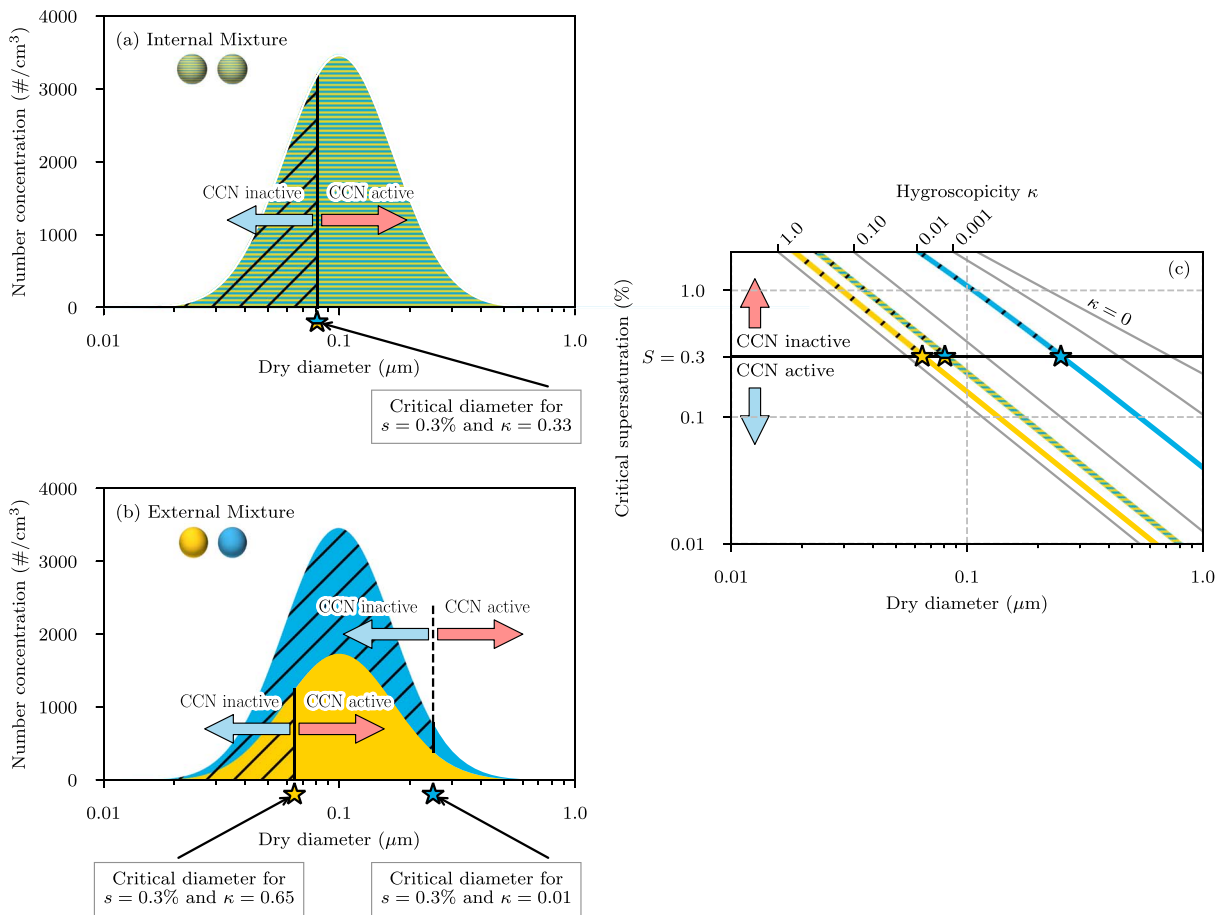 (a) Internal Mixture
Number concentration (#/cm³)
4000
3000
2000
1000
0
CCN inactive
CCN active
0.01
0.1
1.0
Dry diameter (μm)
Critical diameter for
s = 0.3% and κ = 0.33
(b) External Mixture
Number concentration (#/cm³)
4000
3000
2000
1000
0
CCN inactive
CCN active
CCN inactive
CCN active
0.01
0.1
1.0
Dry diameter (μm)
Critical diameter for
s = 0.3% and κ = 0.65
Critical diameter for
s = 0.3% and κ = 0.01
Hygroscopicity κ
1.0
0.10
0.01
0.001
(c)
κ = 0
Critical supersaturation (%)
1.0
S = 0.3
0.1
0.01
CCN inactive
CCN active
0.01
0.1
1.0
Dry diameter (μm)